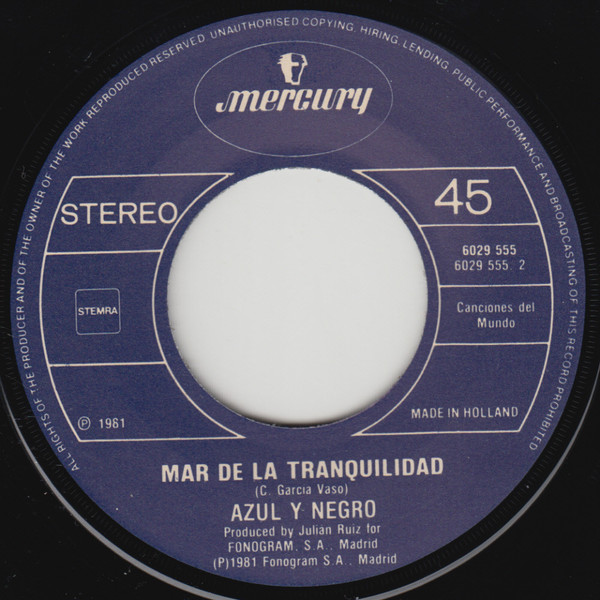 ALL RIGHTS OF THE PRODUCER AND OF THE OWNER OF THE WORK REPRODUCED RESERVED. UNAUTHORISED COPYING, HIRING, LENDING, PUBLIC PERFORMANCE AND BROADCASTING OF THIS RECORD PROHIBITED
mercury
STEREO
45
6029 555
6029 555. 2
STEMRA
Canciones del
Mundo
Ⓟ 1981
MADE IN HOLLAND
MAR DE LA TRANQUILIDAD
(C. Garcia Vaso)
AZUL Y NEGRO
Produced by Julián Ruiz for
FONOGRAM, S.A., Madrid
(P)1981 Fonogram S.A., Madrid